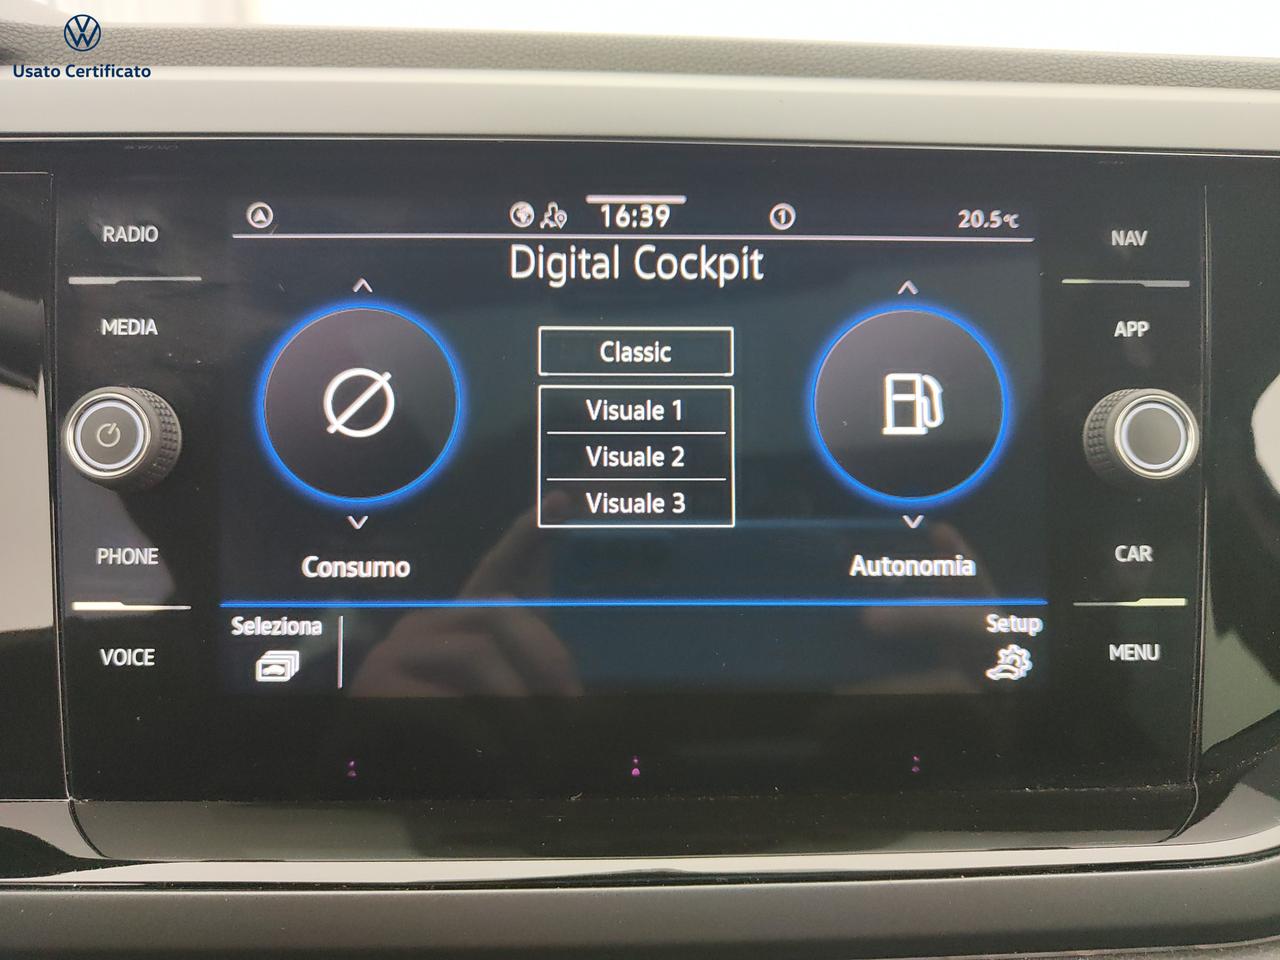 Usato Certificato
16:39
1
20.5°C
Digital Cockpit
RADIO
MEDIA
PHONE
VOICE
Classic
Visuale 1
Visuale 2
Visuale 3
Consumo
Autonomia
Seleziona
Setup
NAV
APP
CAR
MENU